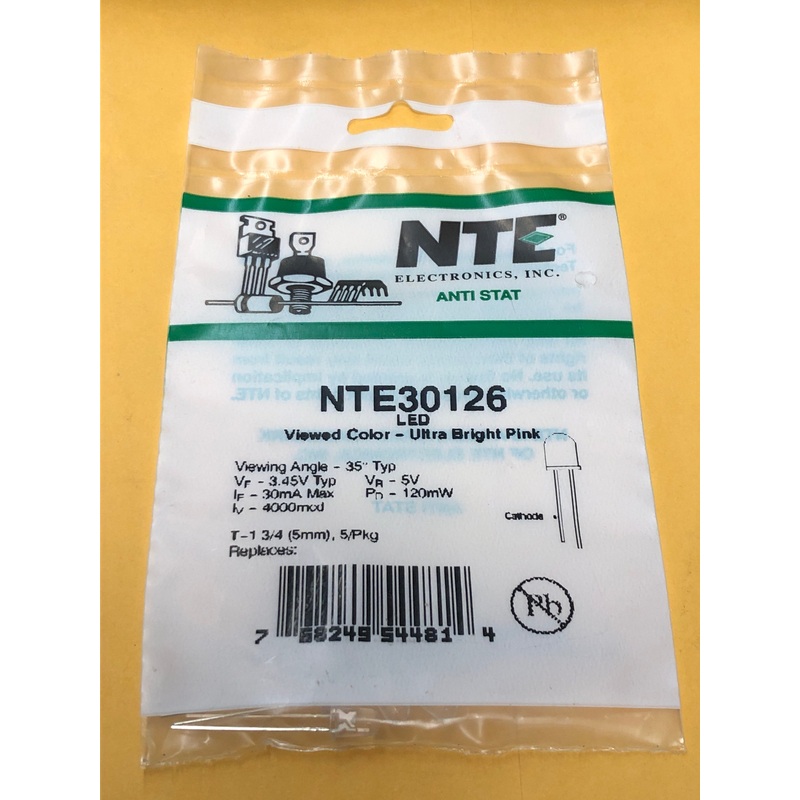 NTE®
ELECTRONICS, INC.
ANTI STAT
NTE30126
LED
Viewed Color – Ultra Bright Pink
Viewing Angle – 35° Typ
VF – 3.45V Typ VR – 5V
IF – 30mA Max PD – 120mW
IV – 4000mcd
Cathode
T–1 3/4 (5mm), 5/Pkg
Replaces:
Pb
7 68249 54481 4